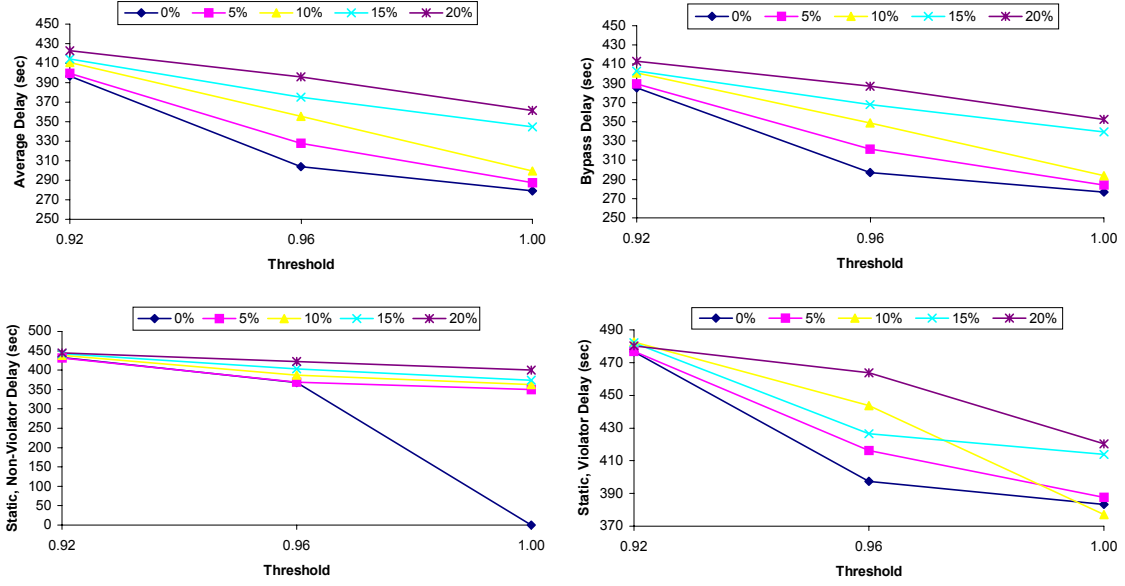 0% 5% 10% 15% 20%
Average Delay (sec)
450
430
410
390
370
350
330
310
290
270
250
0.92 0.96 1.00
Threshold
0% 5% 10% 15% 20%
Bypass Delay (sec)
450
430
410
390
370
350
330
310
290
270
250
0.92 0.96 1.00
Threshold
0% 5% 10% 15% 20%
Static, Non-Violator Delay (sec)
500
450
400
350
300
250
200
150
100
50
0
0.92 0.96 1.00
Threshold
0% 5% 10% 15% 20%
Static, Violator Delay (sec)
490
470
450
430
410
390
370
0.92 0.96 1.00
Threshold